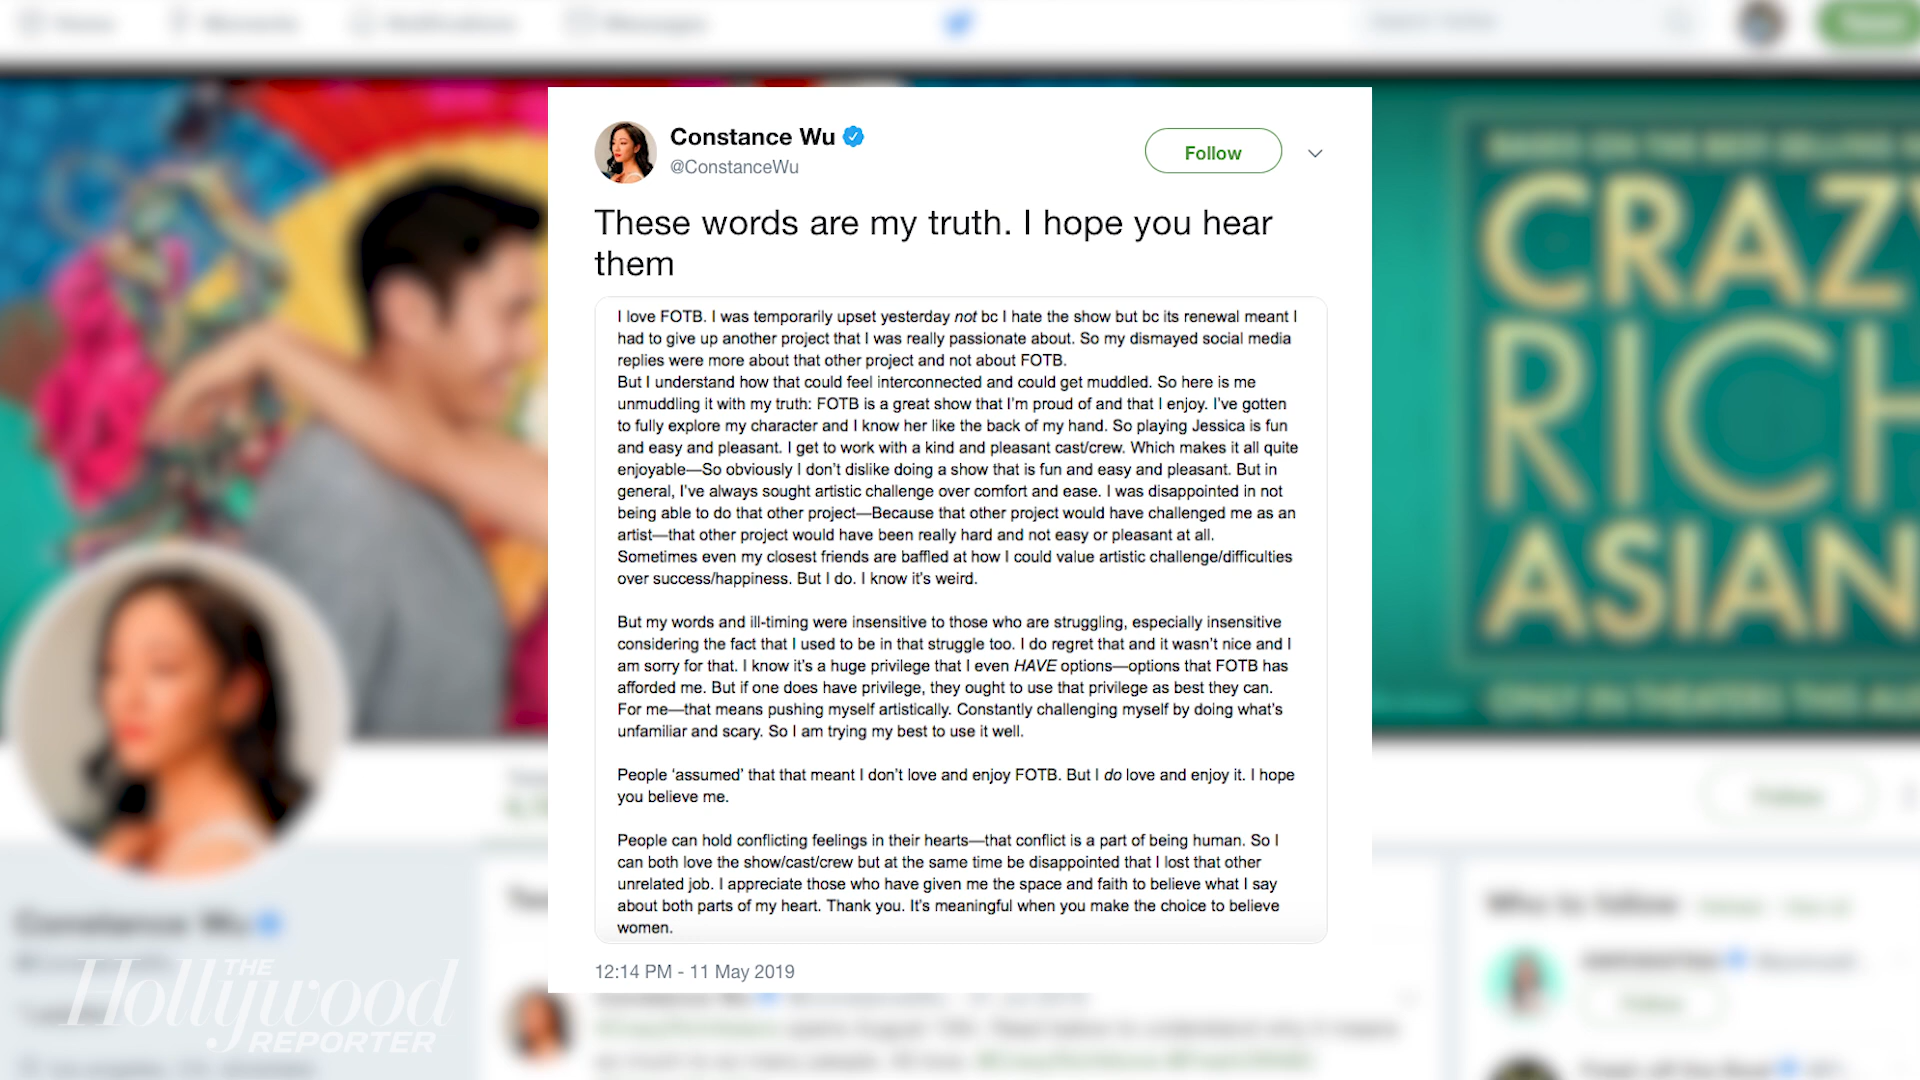 Constance Wu
@ConstanceWu
Follow
These words are my truth. I hope you hear
them
I love FOTB. I was temporarily upset yesterday not bc I hate the show but bc its renewal meant I
had to give up another project that I was really passionate about. So my dismayed social media
replies were more about that other project and not about FOTB.
But I understand how that could feel interconnected and could get muddled. So here is me
unmuddling it with my truth: FOTB is a great show that I'm proud of and that I enjoy. I've gotten
to fully explore my character and I know her like the back of my hand. So playing Jessica is fun
and easy and pleasant. I get to work with a kind and pleasant cast/crew. Which makes it all quite
enjoyable—So obviously I don't dislike doing a show that is fun and easy and pleasant. But in
general, I've always sought artistic challenge over comfort and ease. I was disappointed in not
being able to do that other project—Because that other project would have challenged me as an
artist—that other project would have been really hard and not easy or pleasant at all.
Sometimes even my closest friends are baffled at how I could value artistic challenge/difficulties
over success/happiness. But I do. I know it's weird.
But my words and ill-timing were insensitive to those who are struggling, especially insensitive
considering the fact that I used to be in that struggle too. I do regret that and it wasn't nice and I
am sorry for that. I know it's a huge privilege that I even HAVE options—options that FOTB has
afforded me. But if one does have privilege, they ought to use that privilege as best they can.
For me—that means pushing myself artistically. Constantly challenging myself by doing what's
unfamiliar and scary. So I am trying my best to use it well.
People 'assumed' that that meant I don't love and enjoy FOTB. But I do love and enjoy it. I hope
you believe me.
People can hold conflicting feelings in their hearts—that conflict is a part of being human. So I
can both love the show/cast/crew but at the same time be disappointed that I lost that other
unrelated job. I appreciate those who have given me the space and faith to believe what I say
about both parts of my heart. Thank you. It's meaningful when you make the choice to believe
women.
12:14 PM - 11 May 2019
CRAZY
RICH
ASIAN
Constance Wu
Who to follow
THE
Hollywood
REPORTER